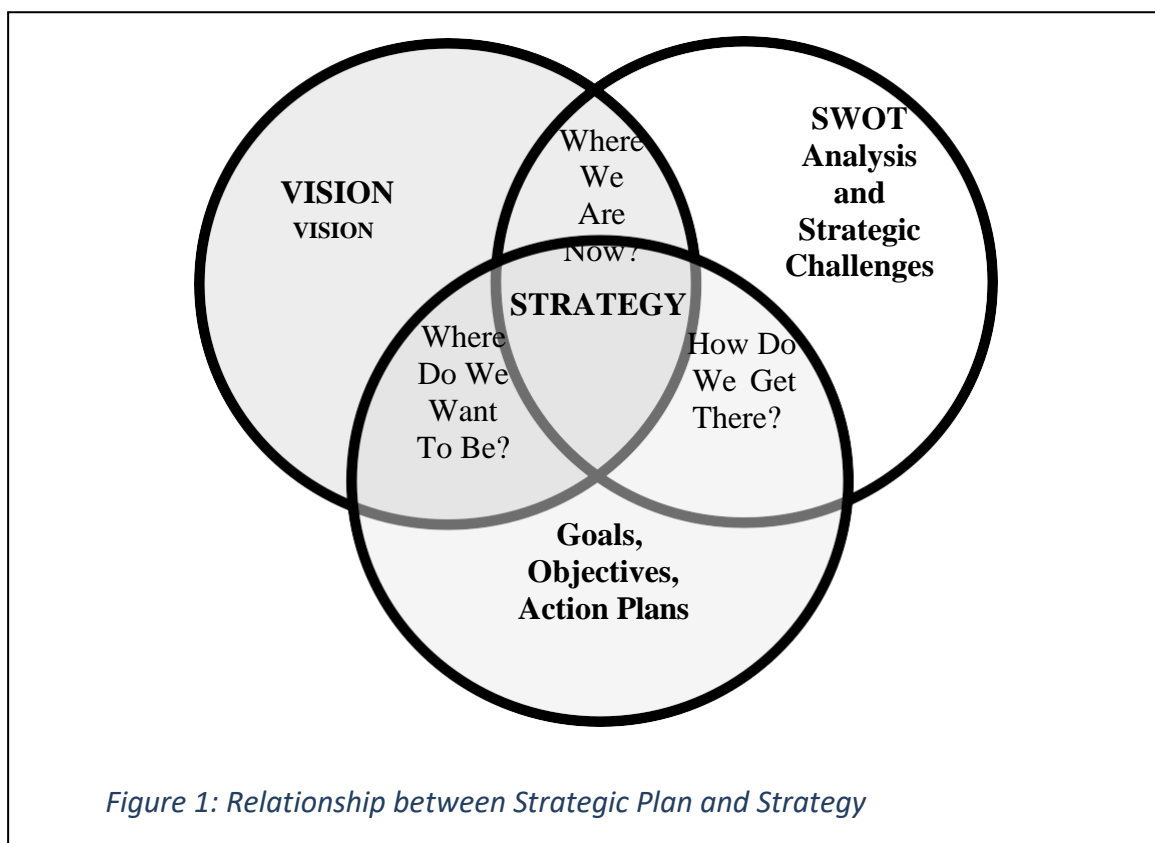 VISION
VISION
Where
We
Are
Now?
SWOT
Analysis
and
Strategic
Challenges
STRATEGY
Where
Do We
Want
To Be?
How Do
We Get
There?
Goals,
Objectives,
Action Plans
Figure 1: Relationship between Strategic Plan and Strategy